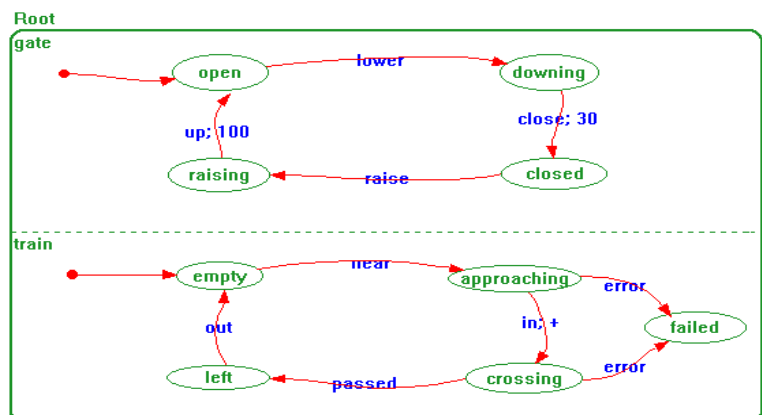 Root
gate
open
lower
downing
close; 30
up; 100
raising
raise
closed
train
empty
near
approaching
error
in; +
out
failed
left
passed
crossing
error